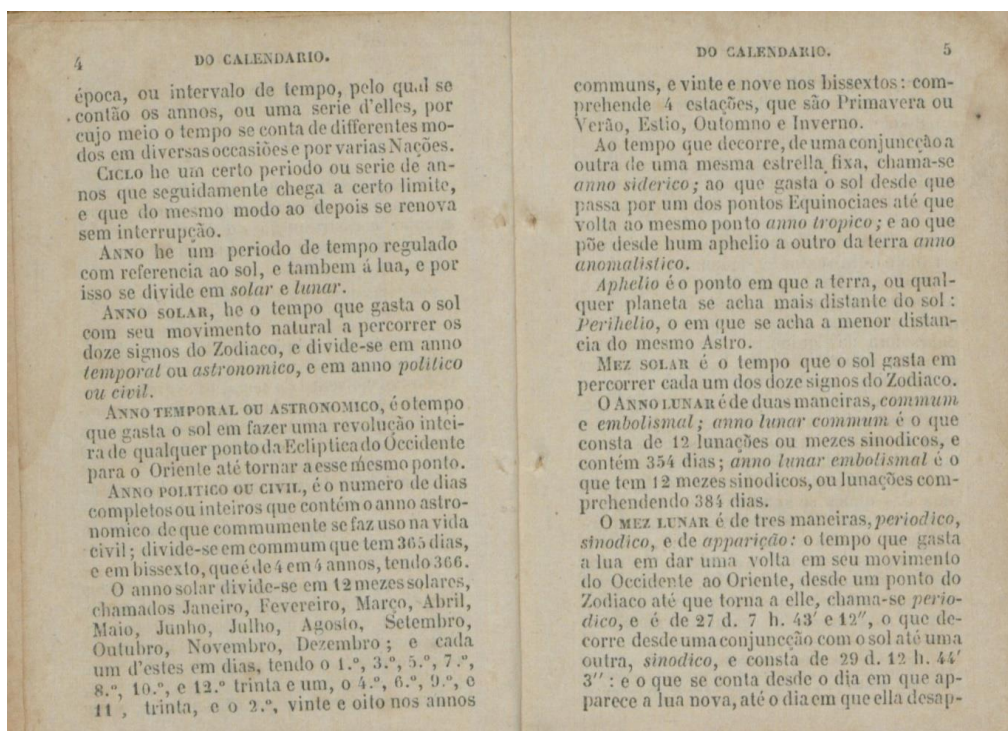 4 DO CALENDARIO.
época, ou intervalo de tempo, pelo qual se
contão os annos, ou uma serie d'elles, por
cujo meio o tempo se conta de differentes mo-
dos em diversas occasiões e por varias Nações.
CICLO he um certo periodo ou serie de an-
nos que seguidamente chega a certo limite,
e que do mesmo modo ao depois se renova
sem interrupção.
ANNO he um periodo de tempo regulado
com referencia ao sol, e tambem á lua, e por
isso se divide em solar e lunar.
ANNO SOLAR, he o tempo que gasta o sol
com seu movimento natural a percorrer os
doze signos do Zodiaco, e divide-se em anno
temporal ou astronomico, e em anno politico
ou civil.
ANNO TEMPORAL OU ASTRONOMICO, é o tempo
que gasta o sol em fazer uma revolução intei-
ra de qualquer ponto da Ecliptica do Occidente
para o Oriente até tornar a esse mesmo ponto.
ANNO POLITICO OU CIVIL, é o numero de dias
completos ou inteiros que contém o anno astro-
nomico de que commumente se faz uso na vida
civil; divide-se em commum que tem 365 dias,
e em bissexto, que é de 4 em 4 annos, tendo 366.
O anno solar divide-se em 12 mezes solares,
chamados Janeiro, Fevereiro, Março, Abril,
Maio, Junho, Julho, Agosto, Setembro,
Outubro, Novembro, Dezembro; e cada
um d'estes em dias, tendo o 1.º, 3.º, 5.º, 7.º,
8.º, 10.º, e 12.º trinta e um, o 4.º, 6.º, 9.º, e
11, trinta, e o 2.º, vinte e oito nos annos
DO CALENDARIO. 5
communs, e vinte e nove nos bissextos: com-
prehende 4 estações, que são Primavera ou
Verão, Estio, Outomno e Inverno.
Ao tempo que decorre, de uma conjuncção a
outra de uma mesma estrella fixa, chama-se
anno siderico; ao que gasta o sol desde que
passa por um dos pontos Equinociaes até que
volta ao mesmo ponto anno tropico; e ao que
põe desde hum aphelio a outro da terra anno
anomalistico.
Aphelio é o ponto em que a terra, ou qual-
quer planeta se acha mais distante do sol:
Perihelio, o em que se acha a menor distan-
cia do mesmo Astro.
MEZ SOLAR é o tempo que o sol gasta em
percorrer cada um dos doze signos do Zodiaco.
O ANNO LUNAR é de duas maneiras, commum
e embolismal; anno lunar commum é o que
consta de 12 lunações ou mezes sinodicos, e
contém 354 dias; anno lunar embolismal é o
que tem 12 mezes sinodicos, ou lunações com-
prehendendo 384 dias.
O MEZ LUNAR é de tres maneiras, periodico,
sinodico, e de apparição: o tempo que gasta
a lua em dar uma volta em seu movimento
do Occidente ao Oriente, desde um ponto do
Zodiaco até que torna a elle, chama-se perio-
dico, e é de 27 d. 7 h. 43′ e 12″, o que de-
corre desde uma conjuncção com o sol até uma
outra, sinodico, e consta de 29 d. 12 h. 44′
3″: e o que se conta desde o dia em que ap-
parece a lua nova, até o dia em que ella desap-